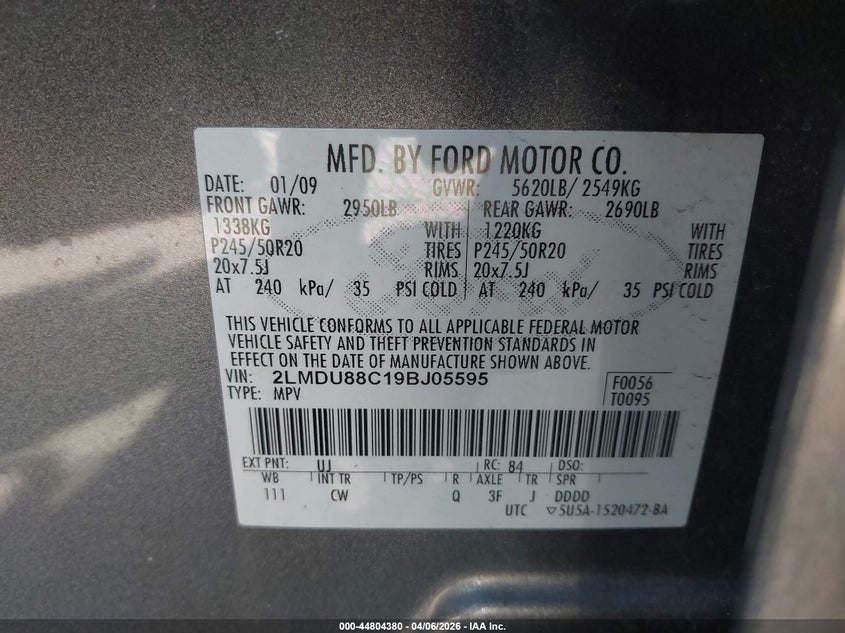 MFD. BY FORD MOTOR CO.
DATE: 01/09 GVWR: 5620LB/ 2549KG
FRONT GAWR: 2950LB REAR GAWR: 2690LB
1338KG WITH 1220KG WITH
P245/50R20 TIRES P245/50R20 TIRES
20x7.5J RIMS 20x7.5J RIMS
AT 240 kPa/ 35 PSI COLD AT 240 kPa/ 35 PSI COLD
THIS VEHICLE CONFORMS TO ALL APPLICABLE FEDERAL MOTOR
VEHICLE SAFETY AND THEFT PREVENTION STANDARDS IN
EFFECT ON THE DATE OF MANUFACTURE SHOWN ABOVE.
VIN: 2LMDU88C19BJ05595 F0056
TYPE: MPV T0095
EXT PNT: UJ RC: 84 DSO:
WB INT TR TP/PS R AXLE TR SPR
111 CW Q 3F J DDDD
UTC ▽5U5A-1520472-BA
000-44804380 - 04/06/2026 - IAA Inc.